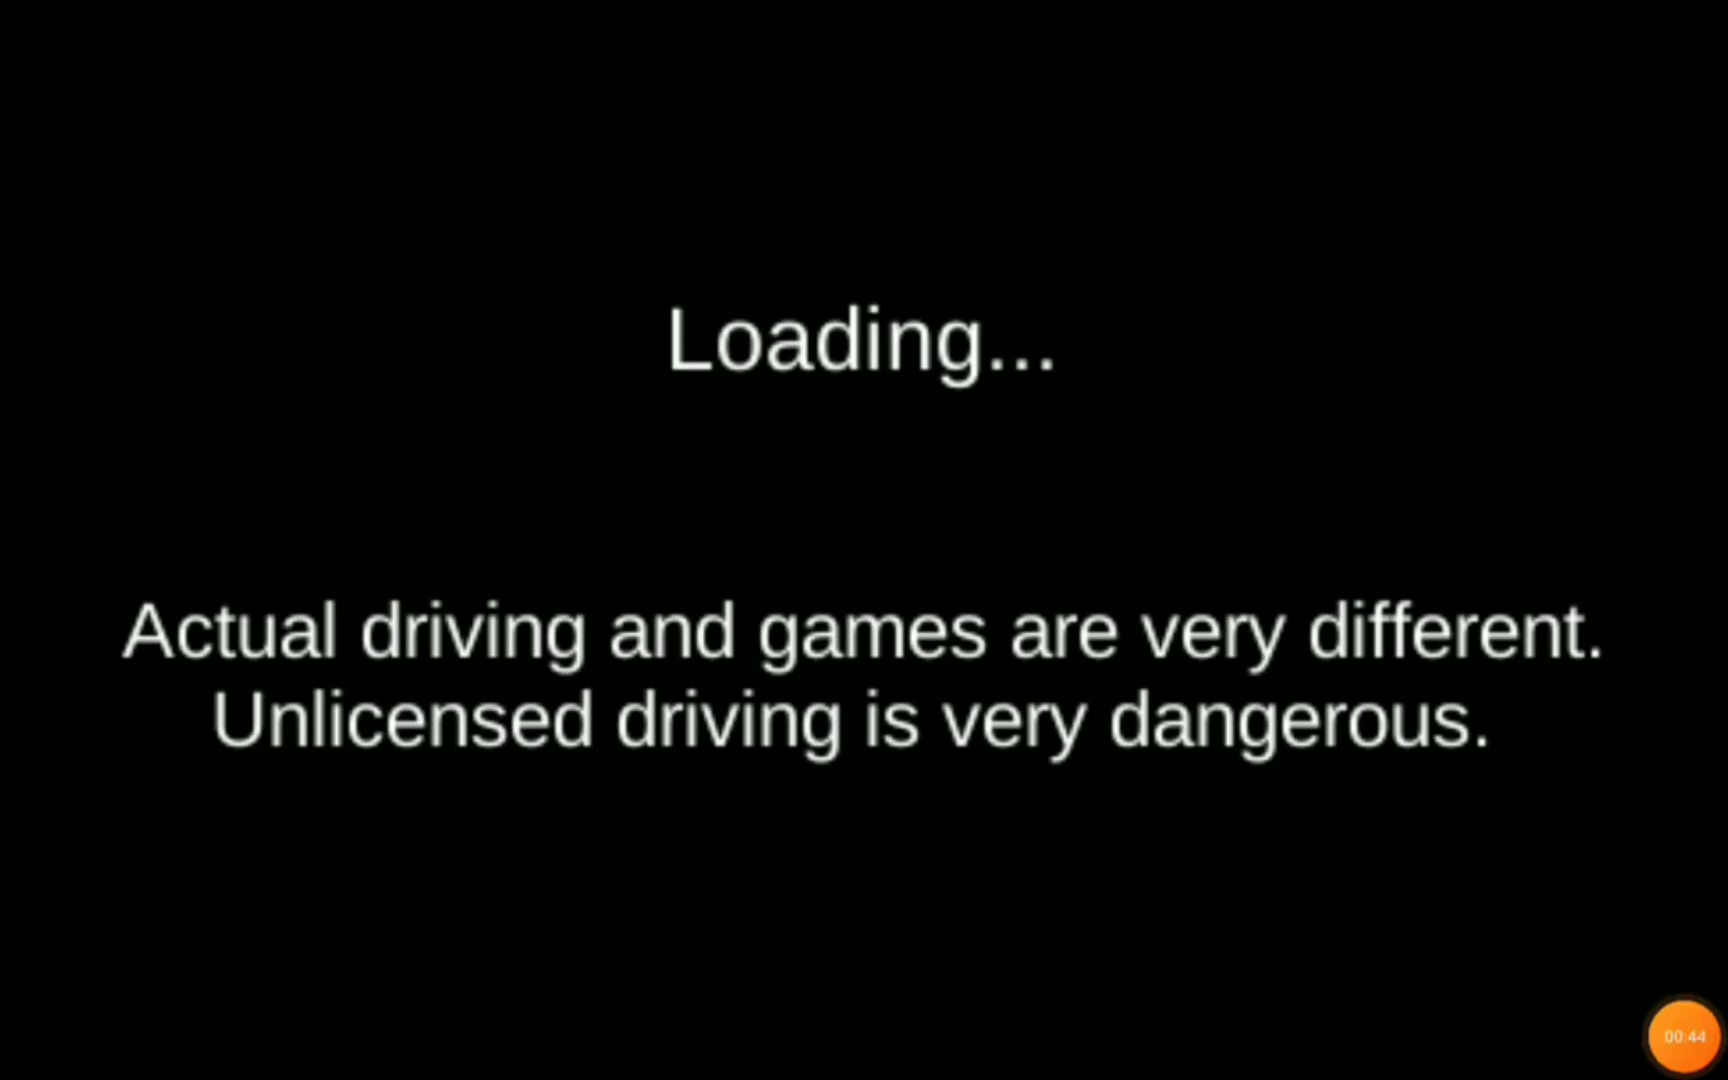 Loading...
Actual driving and games are very different.
Unlicensed driving is very dangerous.
00:44